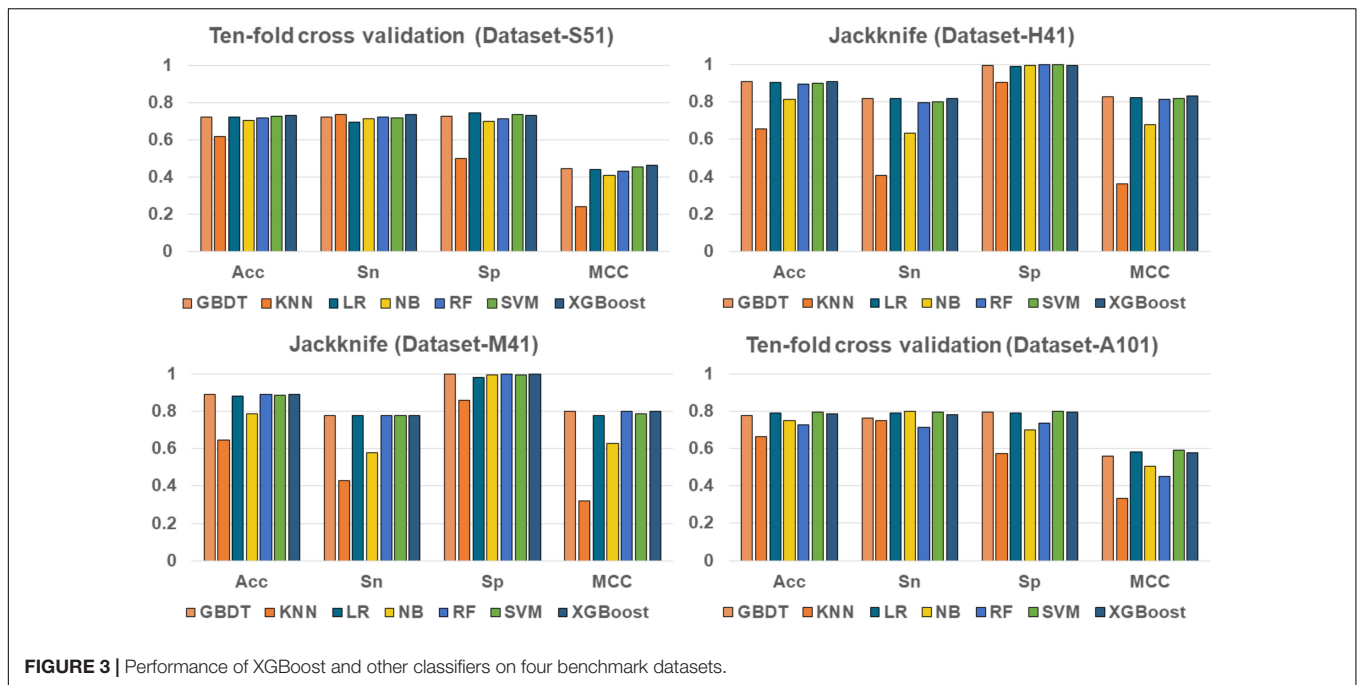 Ten-fold cross validation (Dataset-S51)
1
0.8
0.6
0.4
0.2
0
Acc Sn Sp MCC
GBDT KNN LR NB RF SVM XGBoost
Jackknife (Dataset-H41)
1
0.8
0.6
0.4
0.2
0
Acc Sn Sp MCC
GBDT KNN LR NB RF SVM XGBoost
Jackknife (Dataset-M41)
1
0.8
0.6
0.4
0.2
0
Acc Sn Sp MCC
GBDT KNN LR NB RF SVM XGBoost
Ten-fold cross validation (Dataset-A101)
1
0.8
0.6
0.4
0.2
0
Acc Sn Sp MCC
GBDT KNN LR NB RF SVM XGBoost
FIGURE 3 | Performance of XGBoost and other classifiers on four benchmark datasets.